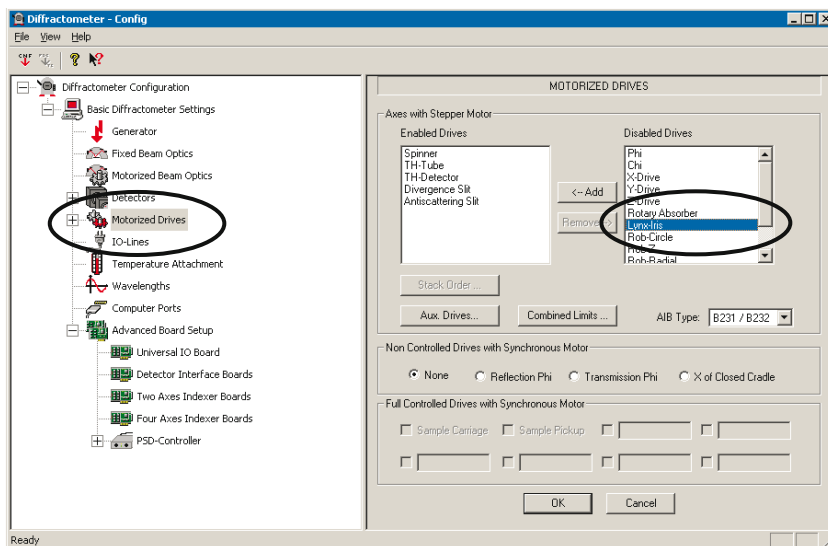 Diffractometer - Config
File View Help
Diffractometer Configuration
Basic Diffractometer Settings
Generator
Fixed Beam Optics
Motorized Beam Optics
Detectors
Motorized Drives
IO-Lines
Temperature Attachment
Wavelengths
Computer Ports
Advanced Board Setup
Universal IO Board
Detector Interface Boards
Two Axes Indexer Boards
Four Axes Indexer Boards
PSD-Controller
MOTORIZED DRIVES
Axes with Stepper Motor
Enabled Drives
Spinner
TH-Tube
TH-Detector
Divergence Slit
Antiscattering Slit
<-- Add
Remove -->
Disabled Drives
Phi
Chi
X-Drive
Y-Drive
Z-Drive
Rotary Absorber
Lynx-Iris
Rob-Circle
Rob-Z
Rob-Radial
Stack Order ...
Aux. Drives...
Combined Limits ...
AIB Type: B231 / B232
Non Controlled Drives with Synchronous Motor
None Reflection Phi Transmission Phi X of Closed Cradle
Full Controlled Drives with Synchronous Motor
Sample Carriage Sample Pickup
OK Cancel
Ready